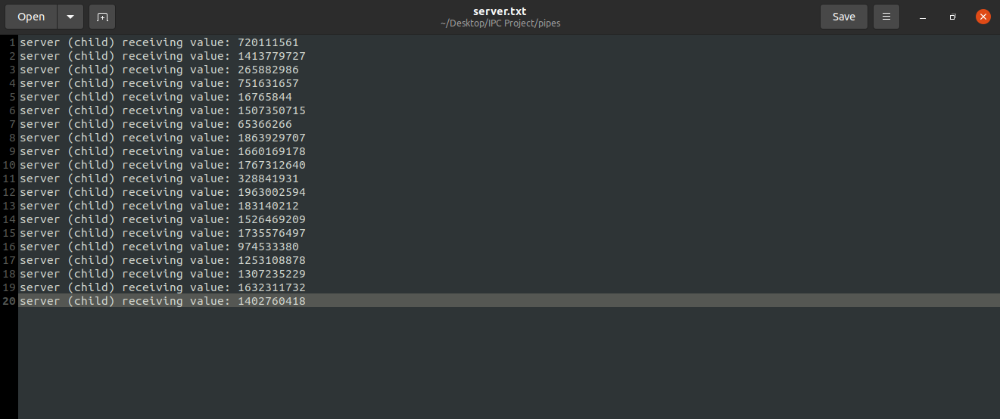 Open
server.txt
~/Desktop/IPC Project/pipes
Save
1 server (child) receiving value: 720111561
2 server (child) receiving value: 1413779727
3 server (child) receiving value: 265882986
4 server (child) receiving value: 751631657
5 server (child) receiving value: 16765844
6 server (child) receiving value: 1507350715
7 server (child) receiving value: 65366266
8 server (child) receiving value: 1863929707
9 server (child) receiving value: 1660169178
10 server (child) receiving value: 1767312640
11 server (child) receiving value: 328841931
12 server (child) receiving value: 1963002594
13 server (child) receiving value: 183140212
14 server (child) receiving value: 1526469209
15 server (child) receiving value: 1735576497
16 server (child) receiving value: 974533380
17 server (child) receiving value: 1253108878
18 server (child) receiving value: 1307235229
19 server (child) receiving value: 1632311732
20 server (child) receiving value: 1402760418